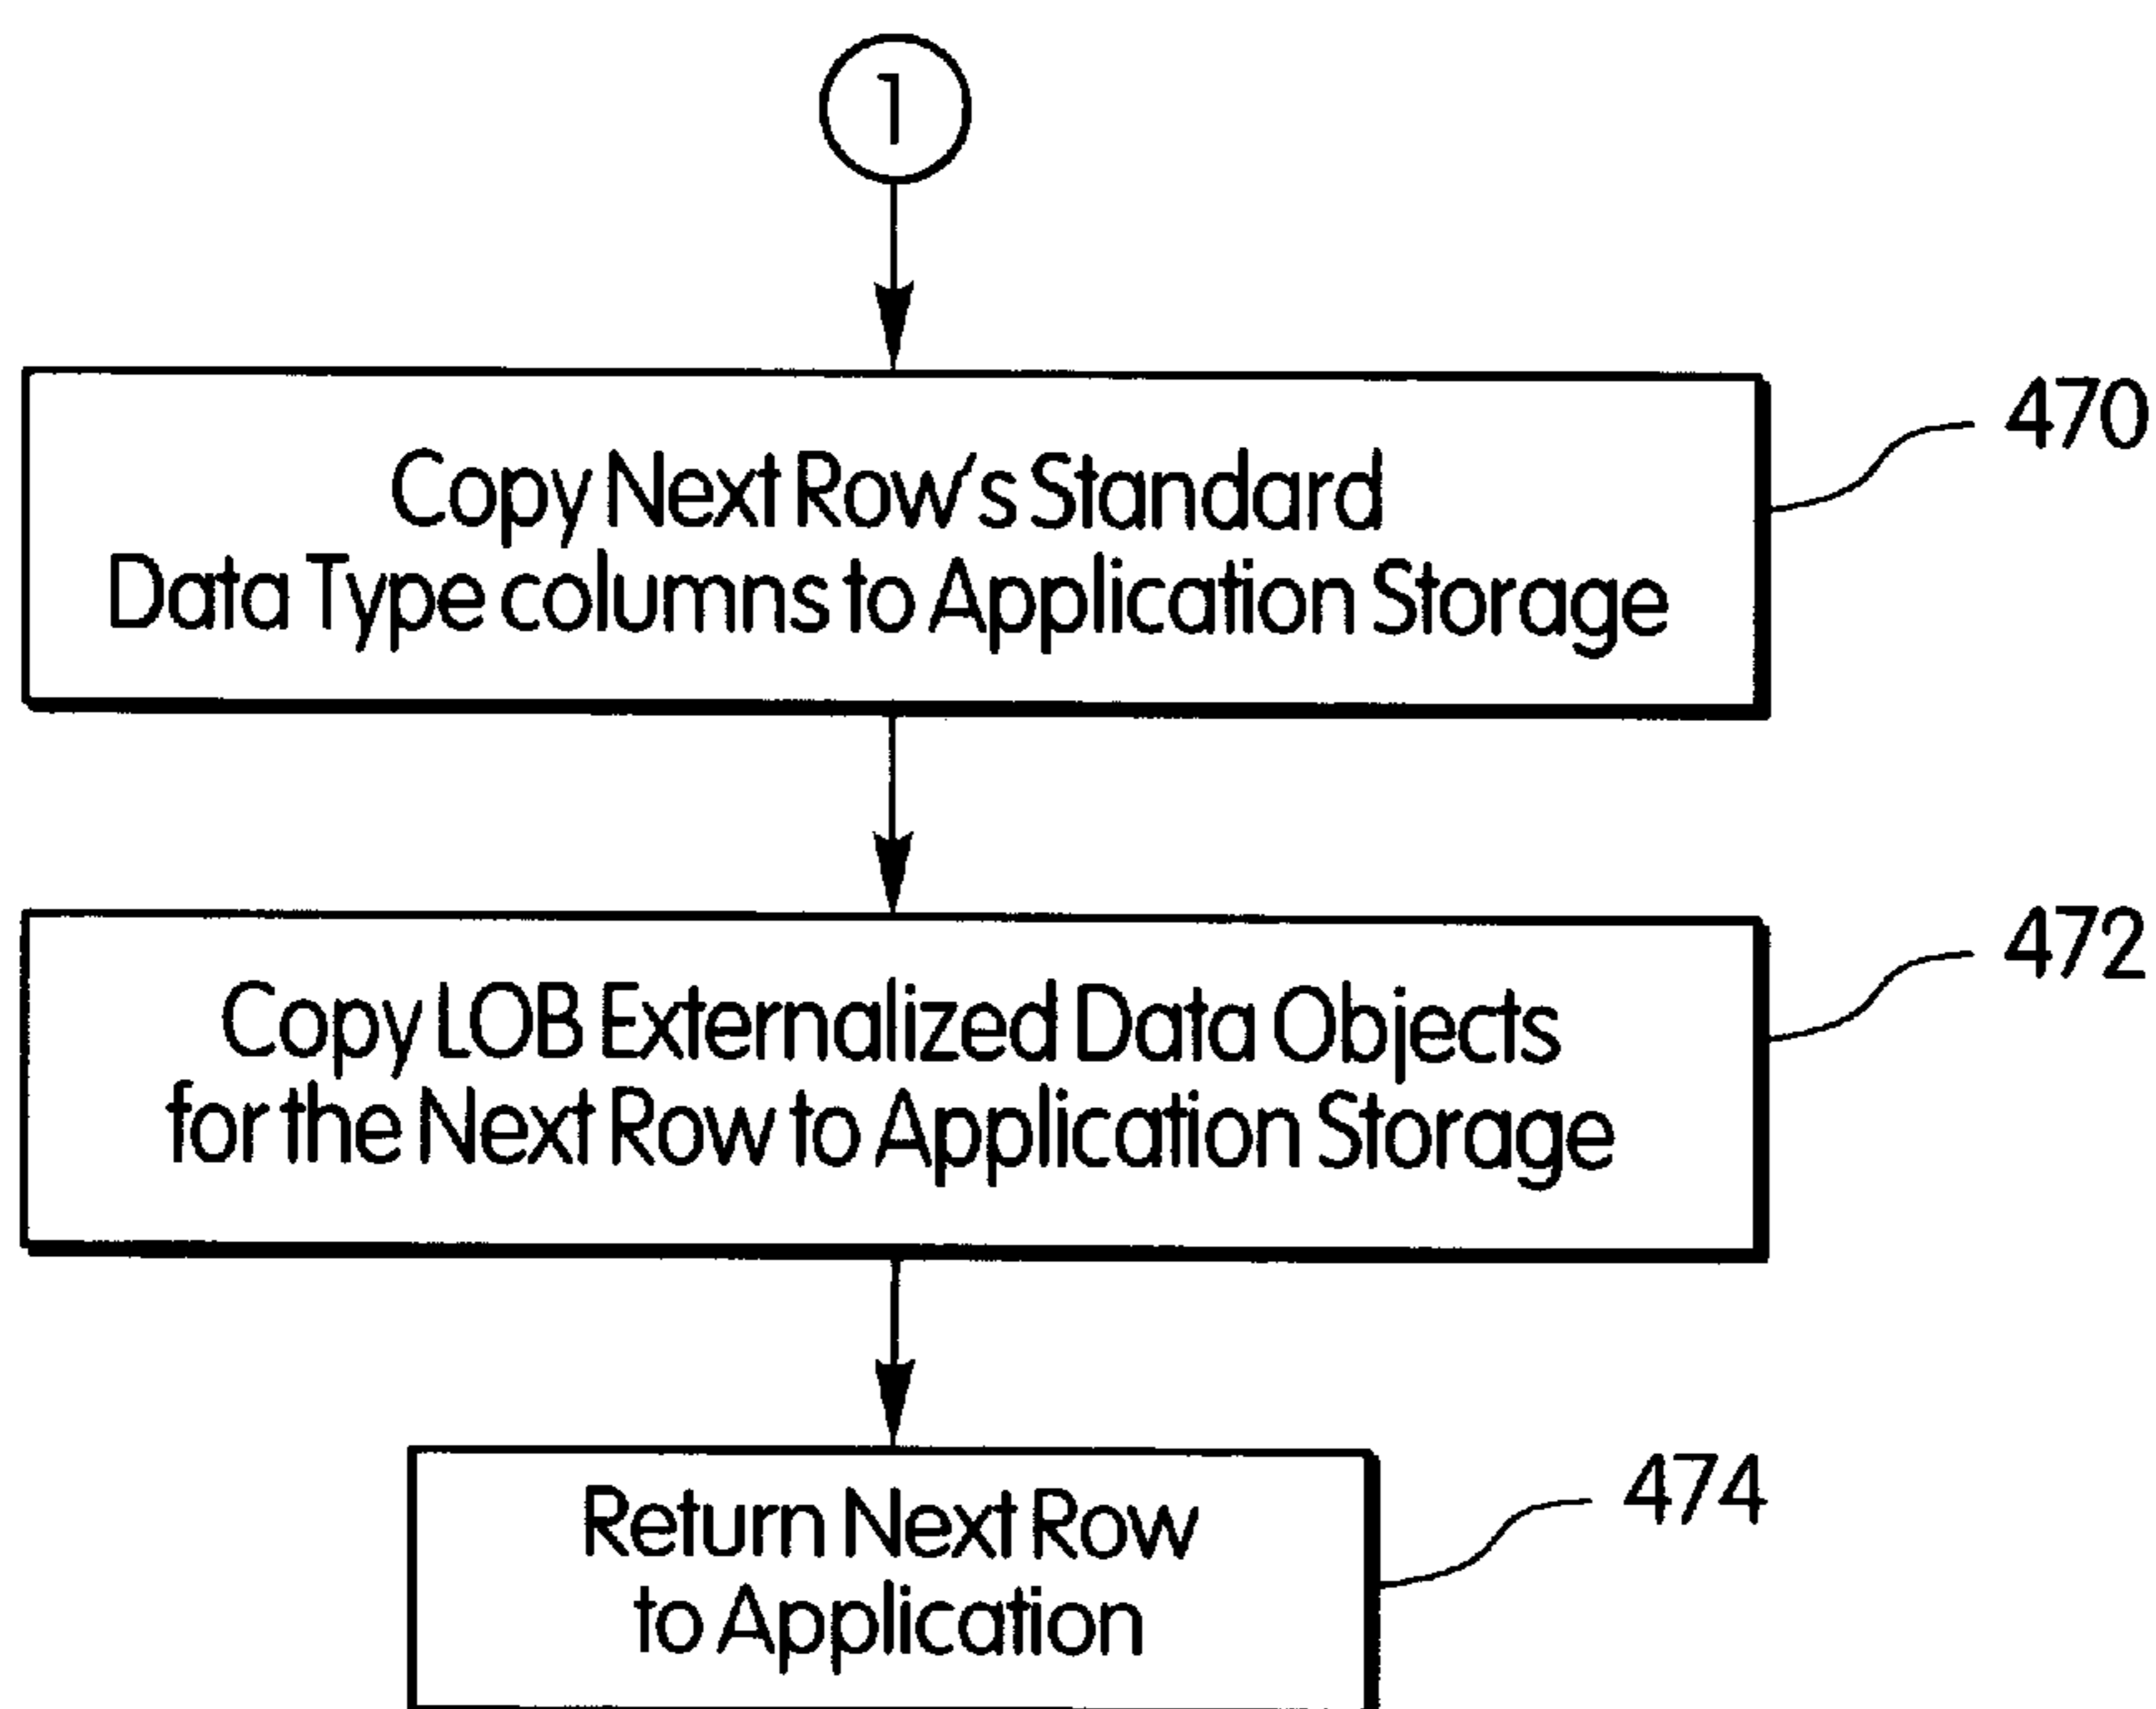 1
Copy Next Row's Standard
Data Type columns to Application Storage
470
Copy LOB Externalized Data Objects
for the Next Row to Application Storage
472
Return Next Row
to Application
474